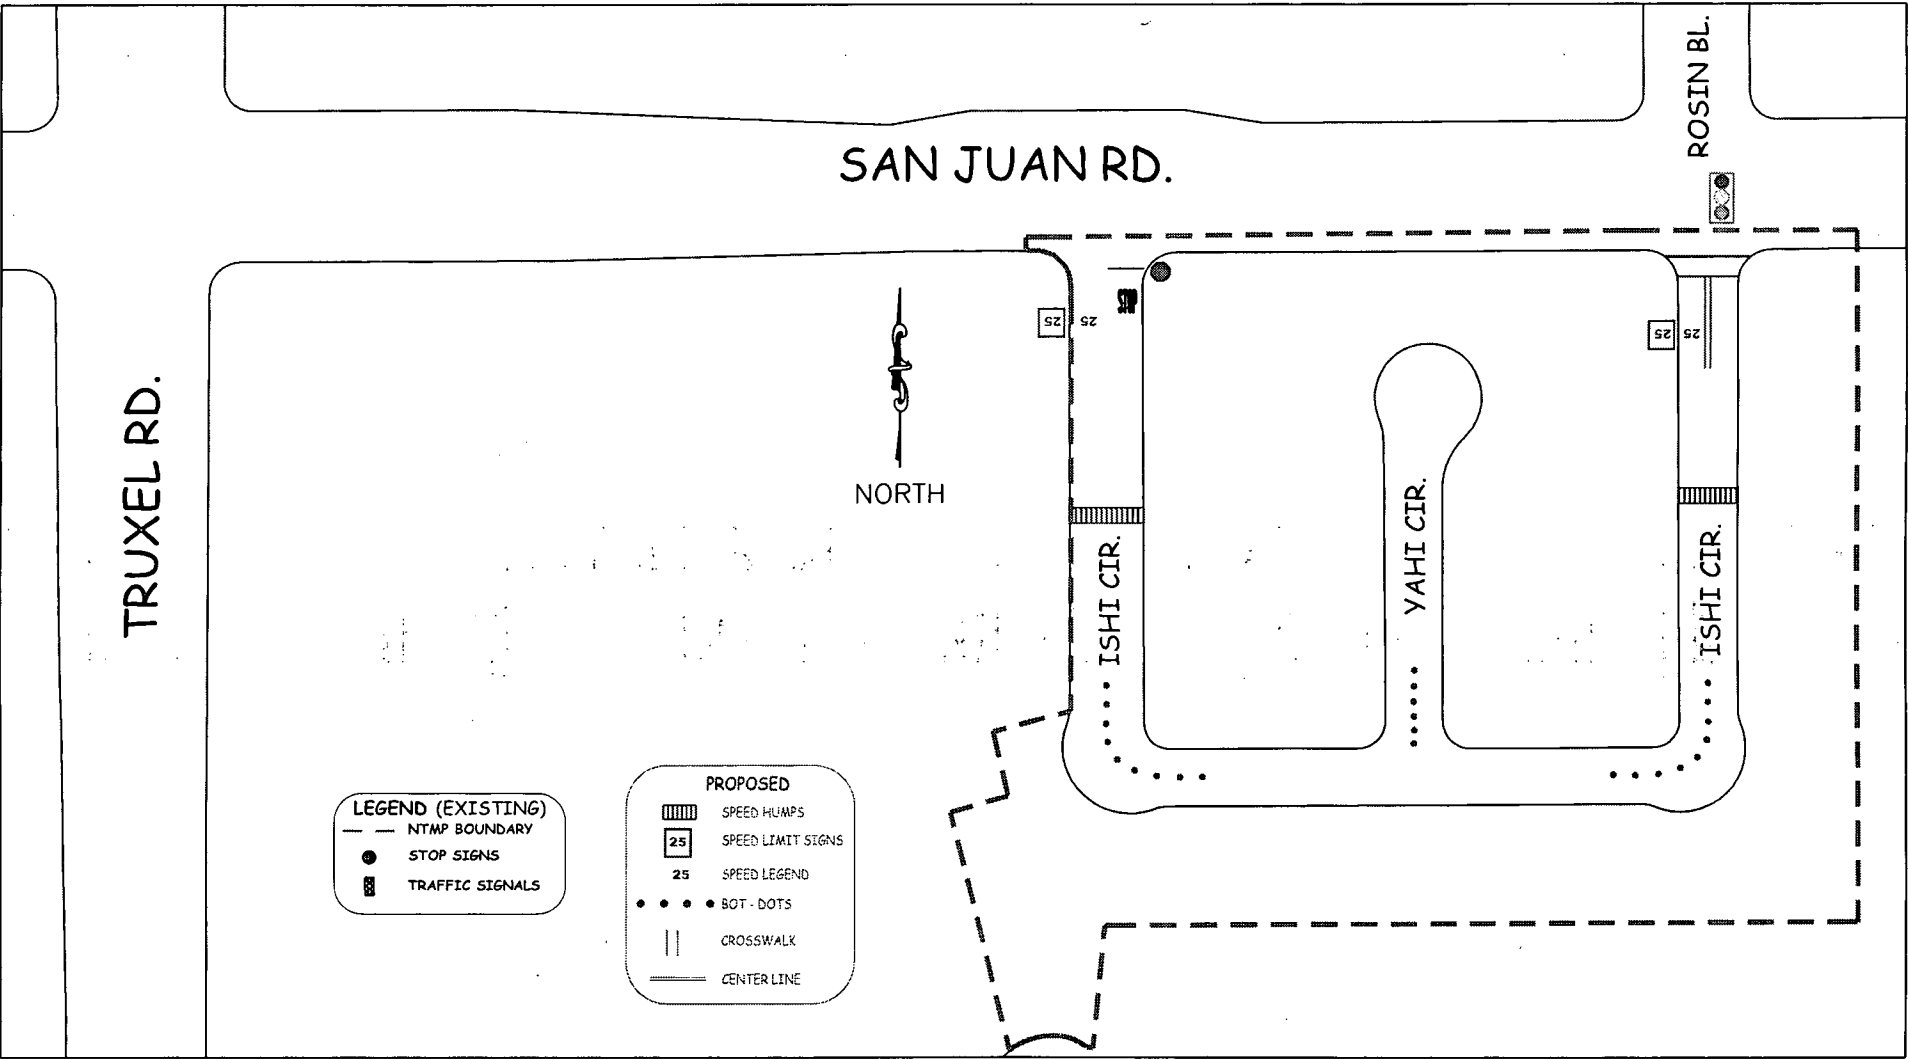 ROSIN BL.
SAN JUAN RD.
25
25
25
25
TRUXEL RD.
NORTH
ISHI CIR.
YAHI CIR.
ISHI CIR.
LEGEND (EXISTING)
NTMP BOUNDARY
STOP SIGNS
TRAFFIC SIGNALS
PROPOSED
SPEED HUMPS
25 SPEED LIMIT SIGNS
25 SPEED LEGEND
BOT-DOTS
CROSSWALK
CENTER LINE